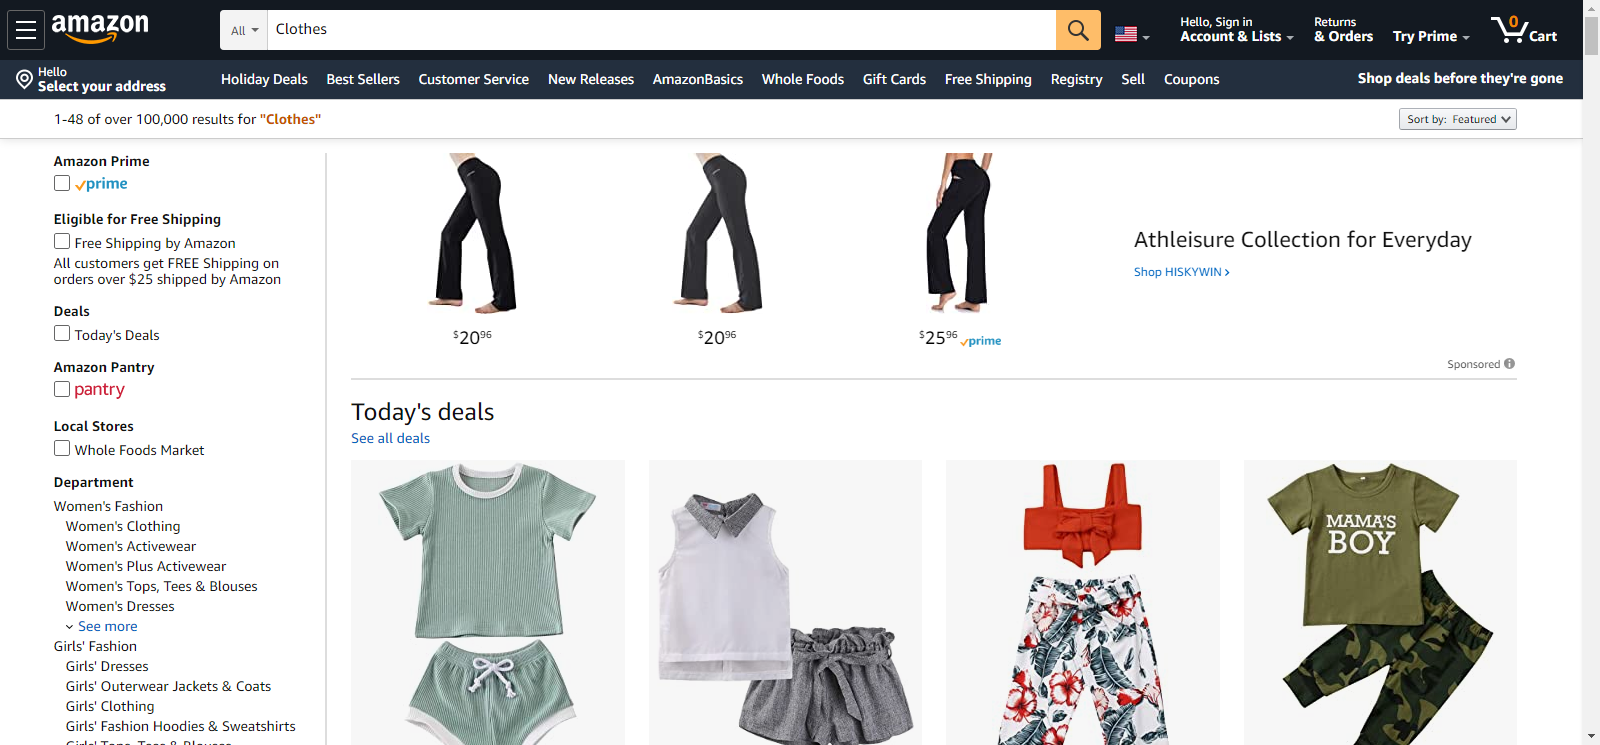 amazon
All
Clothes
Hello, Sign in
Account & Lists
Returns
& Orders
Try Prime
0
Cart
Hello
Select your address
Holiday Deals
Best Sellers
Customer Service
New Releases
AmazonBasics
Whole Foods
Gift Cards
Free Shipping
Registry
Sell
Coupons
Shop deals before they're gone
1-48 of over 100,000 results for "Clothes"
Sort by: Featured
Amazon Prime
prime
Eligible for Free Shipping
Free Shipping by Amazon
All customers get FREE Shipping on
orders over $25 shipped by Amazon
Deals
Today's Deals
Amazon Pantry
pantry
Local Stores
Whole Foods Market
Department
Women's Fashion
Women's Clothing
Women's Activewear
Women's Plus Activewear
Women's Tops, Tees & Blouses
Women's Dresses
See more
Girls' Fashion
Girls' Dresses
Girls' Outerwear Jackets & Coats
Girls' Clothing
Girls' Fashion Hoodies & Sweatshirts
Girls' Tops, Tees & Blouses
$2096
$2096
$2596 prime
Athleisure Collection for Everyday
Shop HISKYWIN ›
Sponsored
Today's deals
See all deals
MAMA'S
BOY